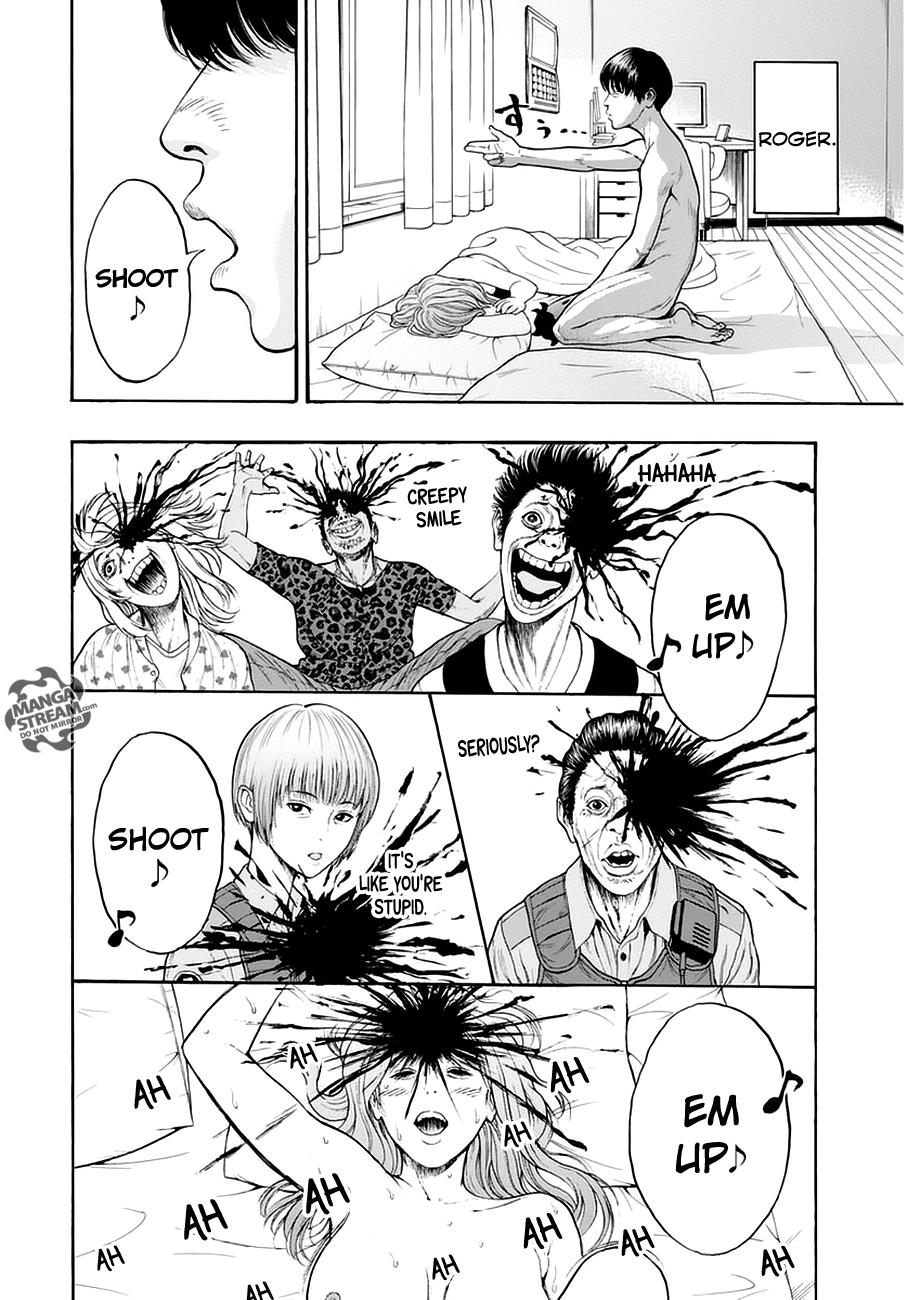 ROGER.
すぅ……
SHOOT
♪
HAHAHA
CREEPY
SMILE
EM
UP♪
♪
SERIOUSLY?
SHOOT
♪
♪
IT'S
LIKE YOU'RE
STUPID.
MANGA
STREAM.com
DO NOT MIRROR
EM
UP♪
♪
AH
AH
AH
AH
AH
AH
AH
AH
AH
AH
AH
AH